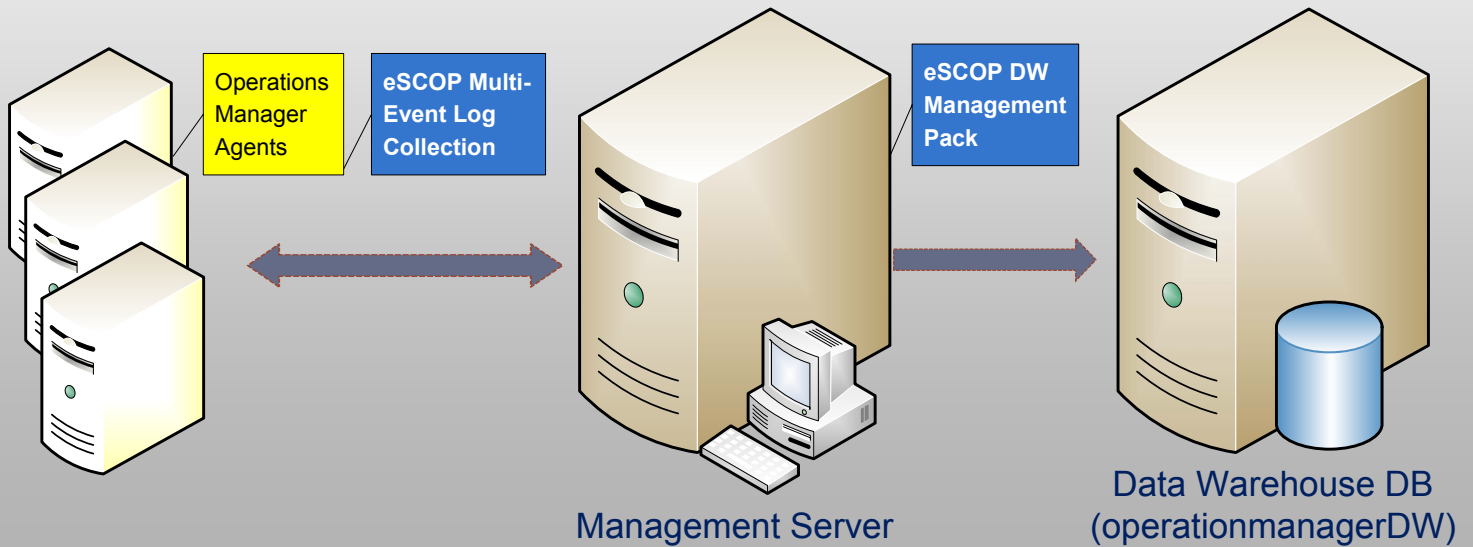 Operations
Manager
Agents
eSCOP Multi-
Event Log
Collection
eSCOP DW
Management
Pack
Management Server
Data Warehouse DB
(operationmanagerDW)